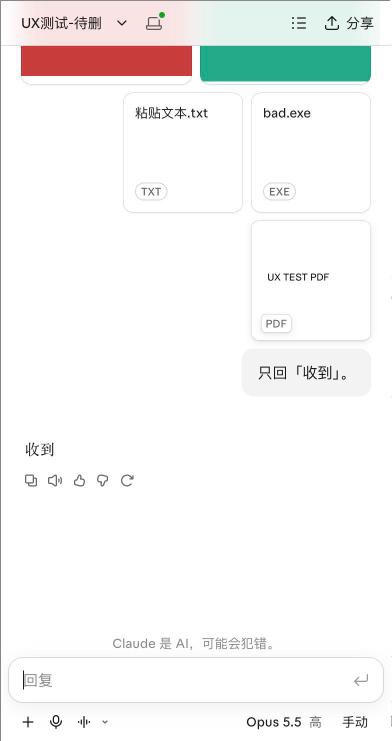 UX测试-待删
分享
粘贴文本.txt
bad.exe
TXT
EXE
UX TEST PDF
PDF
只回「收到」。
收到
Claude 是 AI，可能会犯错。
回复
Opus 5.5 高 手动